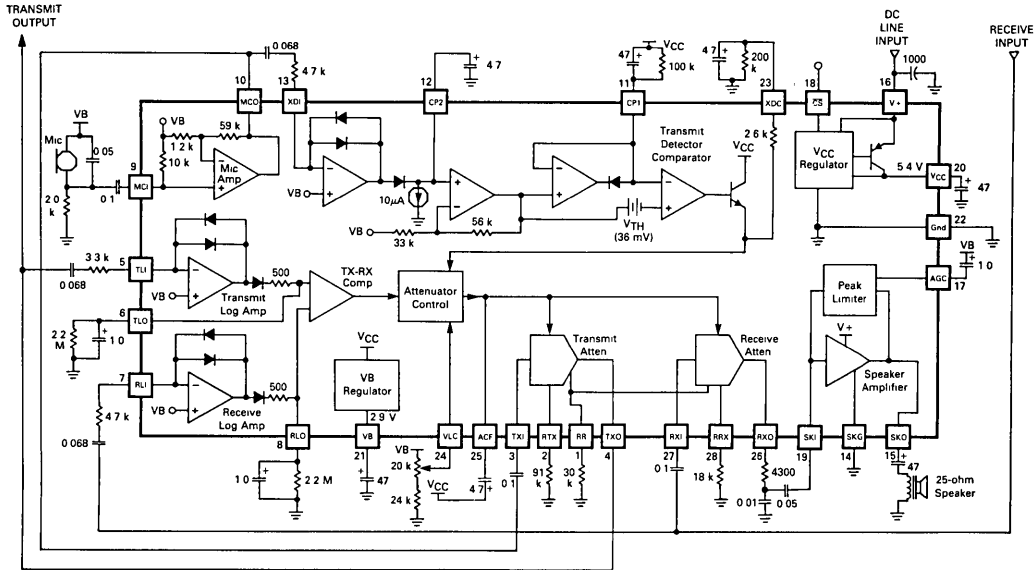 TRANSMIT
OUTPUT
DC
LINE
INPUT
RECEIVE
INPUT
0 068
4 7 k
10
13
12
4 7
47
VCC
100 k
11
4 7
200
k
23
18
16
1000
MCO
XDI
CP2
CP1
XDC
CS
V+
VB
Mic
0 05
9
MCI
2 0
k
0 1
VB
1 2 k
10 k
59 k
Mic
Amp
VB
10µA
VB
33 k
56 k
VTH
(36 mV)
Transmit
Detector
Comparator
2 6 k
VCC
VCC
Regulator
5 4 V
20
VCC
47
22
Gnd
VB
AGC
1 0
17
3 3 k
0 068
5
TLI
VB
Transmit
Log Amp
500
TX-RX
Comp
Attenuator
Control
Peak
Limiter
6
TLO
2 2
M
1 0
7
RLI
4 7 k
0 068
VB
Receive
Log Amp
500
VCC
VB
Regulator
2 9 V
Transmit
Atten
Receive
Atten
V+
Speaker
Amplifier
RLO
VB
VLC
ACF
TXI
RTX
RR
TXO
RXI
RRX
RXO
SKI
SKG
SKO
8
21
24
25
3
2
1
4
27
28
26
19
14
15
1 0
2 2 M
47
VB
20 k
24 k
VCC
4 7
0 1
91
k
30
k
0 1
18 k
4300
0 01
0 05
47
25-ohm
Speaker